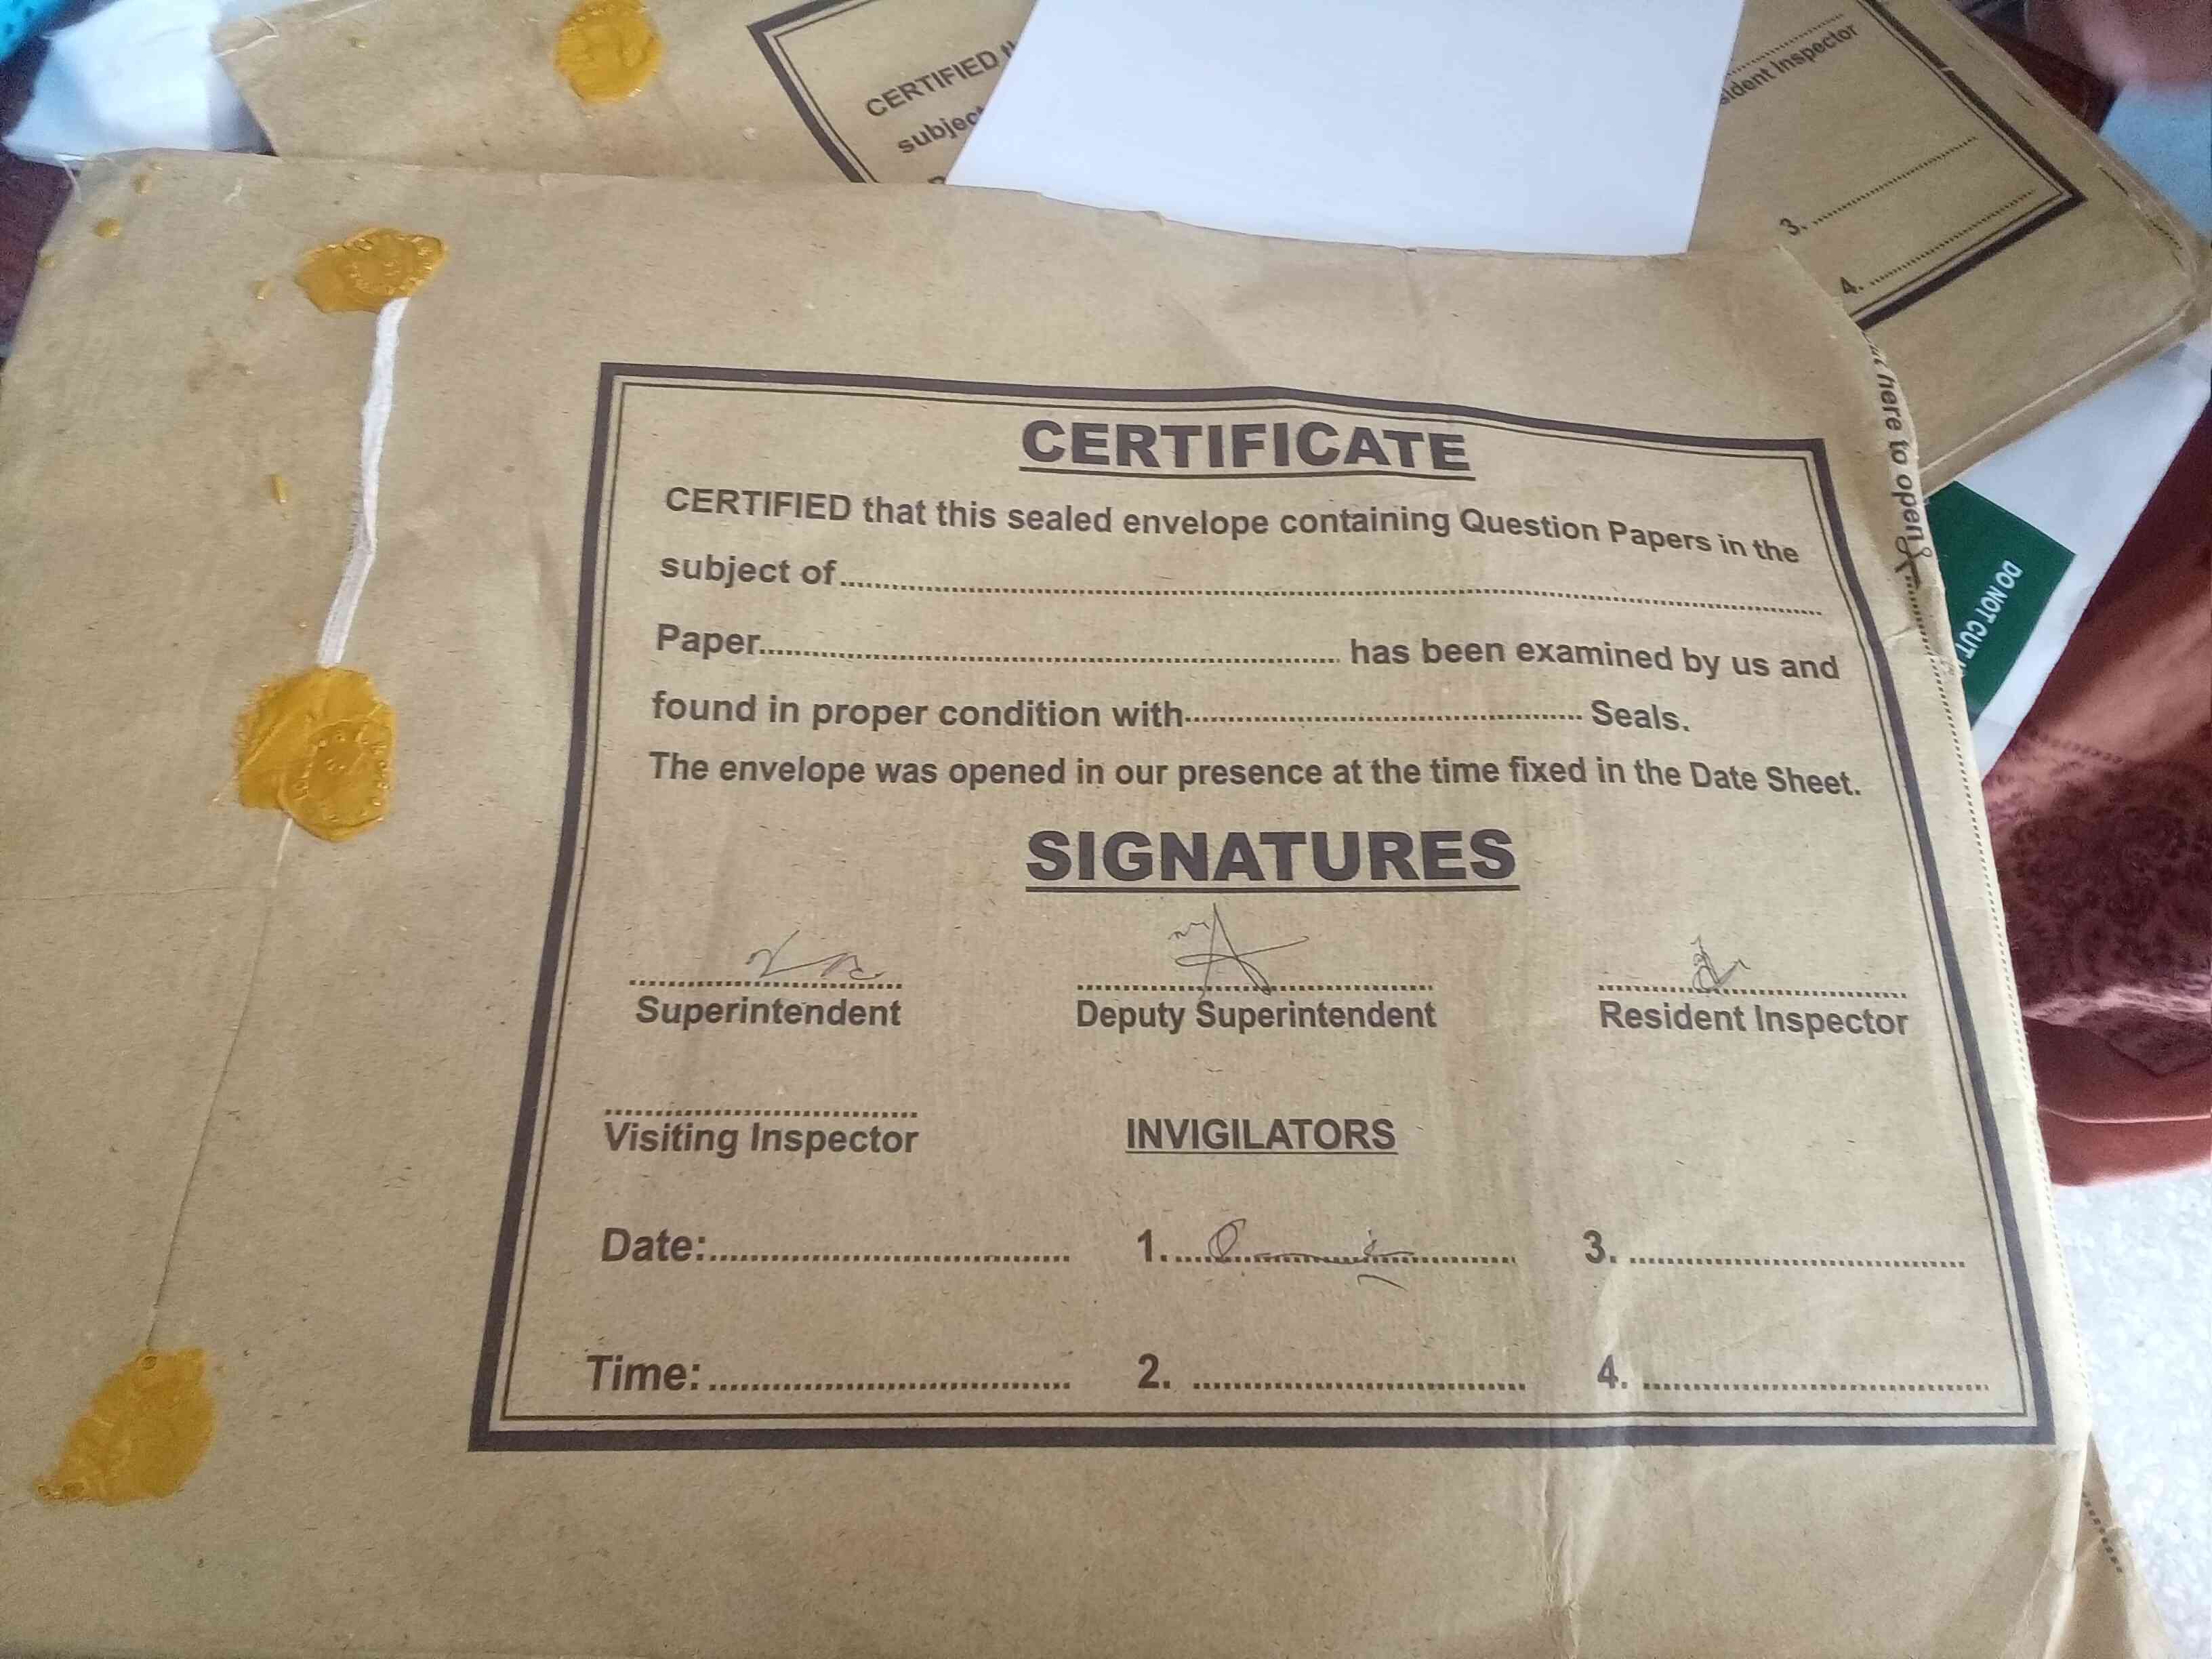 CERTIFIED
subject
Resident Inspector
3. ....................
4. ....................
here to open
DO NOT CUT
CERTIFICATE
CERTIFIED that this sealed envelope containing Question Papers in the
subject of....................
Paper.................... has been examined by us and
found in proper condition with.................... Seals.
The envelope was opened in our presence at the time fixed in the Date Sheet.
SIGNATURES
Superintendent Deputy Superintendent Resident Inspector
Visiting Inspector INVIGILATORS
Date:.................... 1..................... 3. ....................
Time:.................... 2. .................... 4. ....................